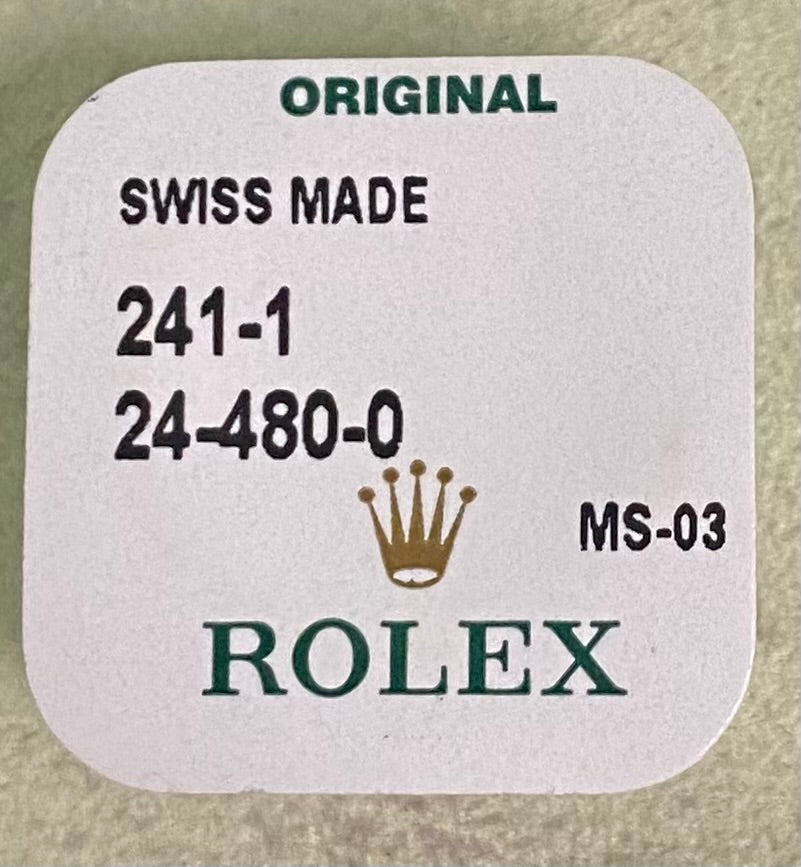 ORIGINAL
SWISS MADE
241-1
24-480-0
MS-03
ROLEX